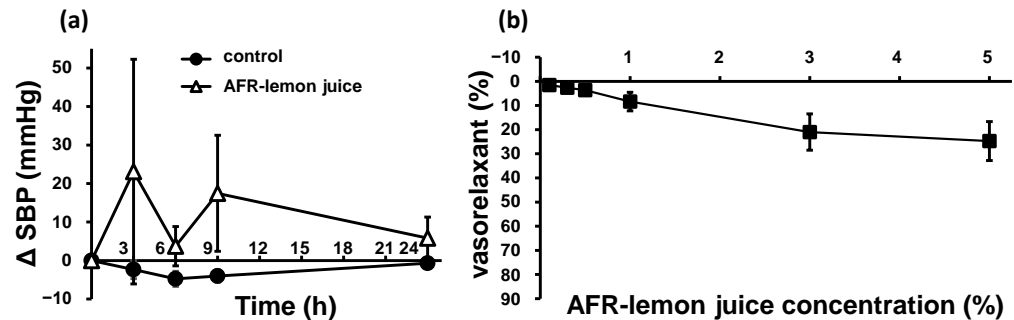 (a)
control
AFR-lemon juice
50
40
30
20
10
0
−10
3 6 9 12 15 18 21 24
Δ SBP (mmHg)
Time (h)
(b)
−10
0
10
20
30
40
50
60
70
80
90
1 2 3 4 5
vasorelaxant (%)
AFR-lemon juice concentration (%)